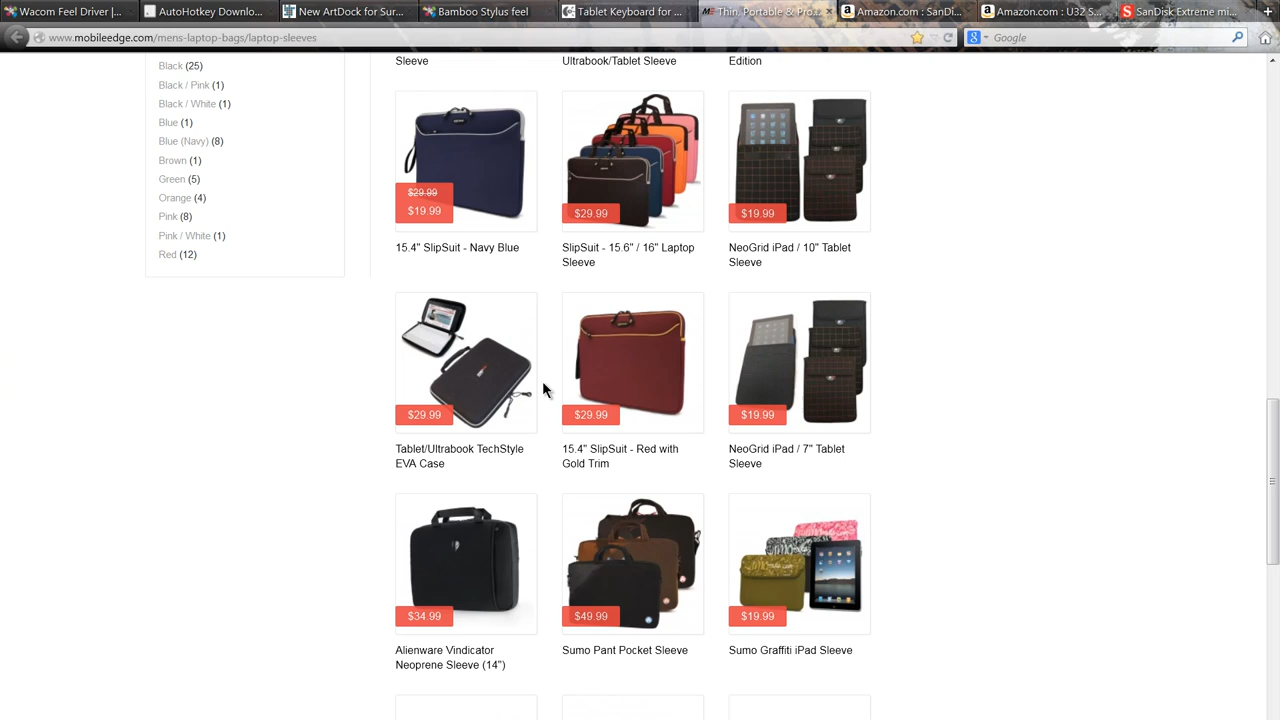 Wacom Feel Driver |...
AutoHotkey Downlo...
New ArtDock for Sur...
Bamboo Stylus feel
Tablet Keyboard for ...
Thin, Portable & Pro...
Amazon.com : SanDi...
Amazon.com : U32 S...
SanDisk Extreme mi...
www.mobileedge.com/mens-laptop-bags/laptop-sleeves
Google
Black (25)
Black / Pink (1)
Black / White (1)
Blue (1)
Blue (Navy) (8)
Brown (1)
Green (5)
Orange (4)
Pink (8)
Pink / White (1)
Red (12)
Sleeve
Ultrabook/Tablet Sleeve
Edition
$29.99
$19.99
$29.99
$19.99
15.4" SlipSuit - Navy Blue
SlipSuit - 15.6" / 16" Laptop
Sleeve
NeoGrid iPad / 10" Tablet
Sleeve
$29.99
$29.99
$19.99
Tablet/Ultrabook TechStyle
EVA Case
15.4" SlipSuit - Red with
Gold Trim
NeoGrid iPad / 7" Tablet
Sleeve
$34.99
$49.99
$19.99
Alienware Vindicator
Neoprene Sleeve (14")
Sumo Pant Pocket Sleeve
Sumo Graffiti iPad Sleeve